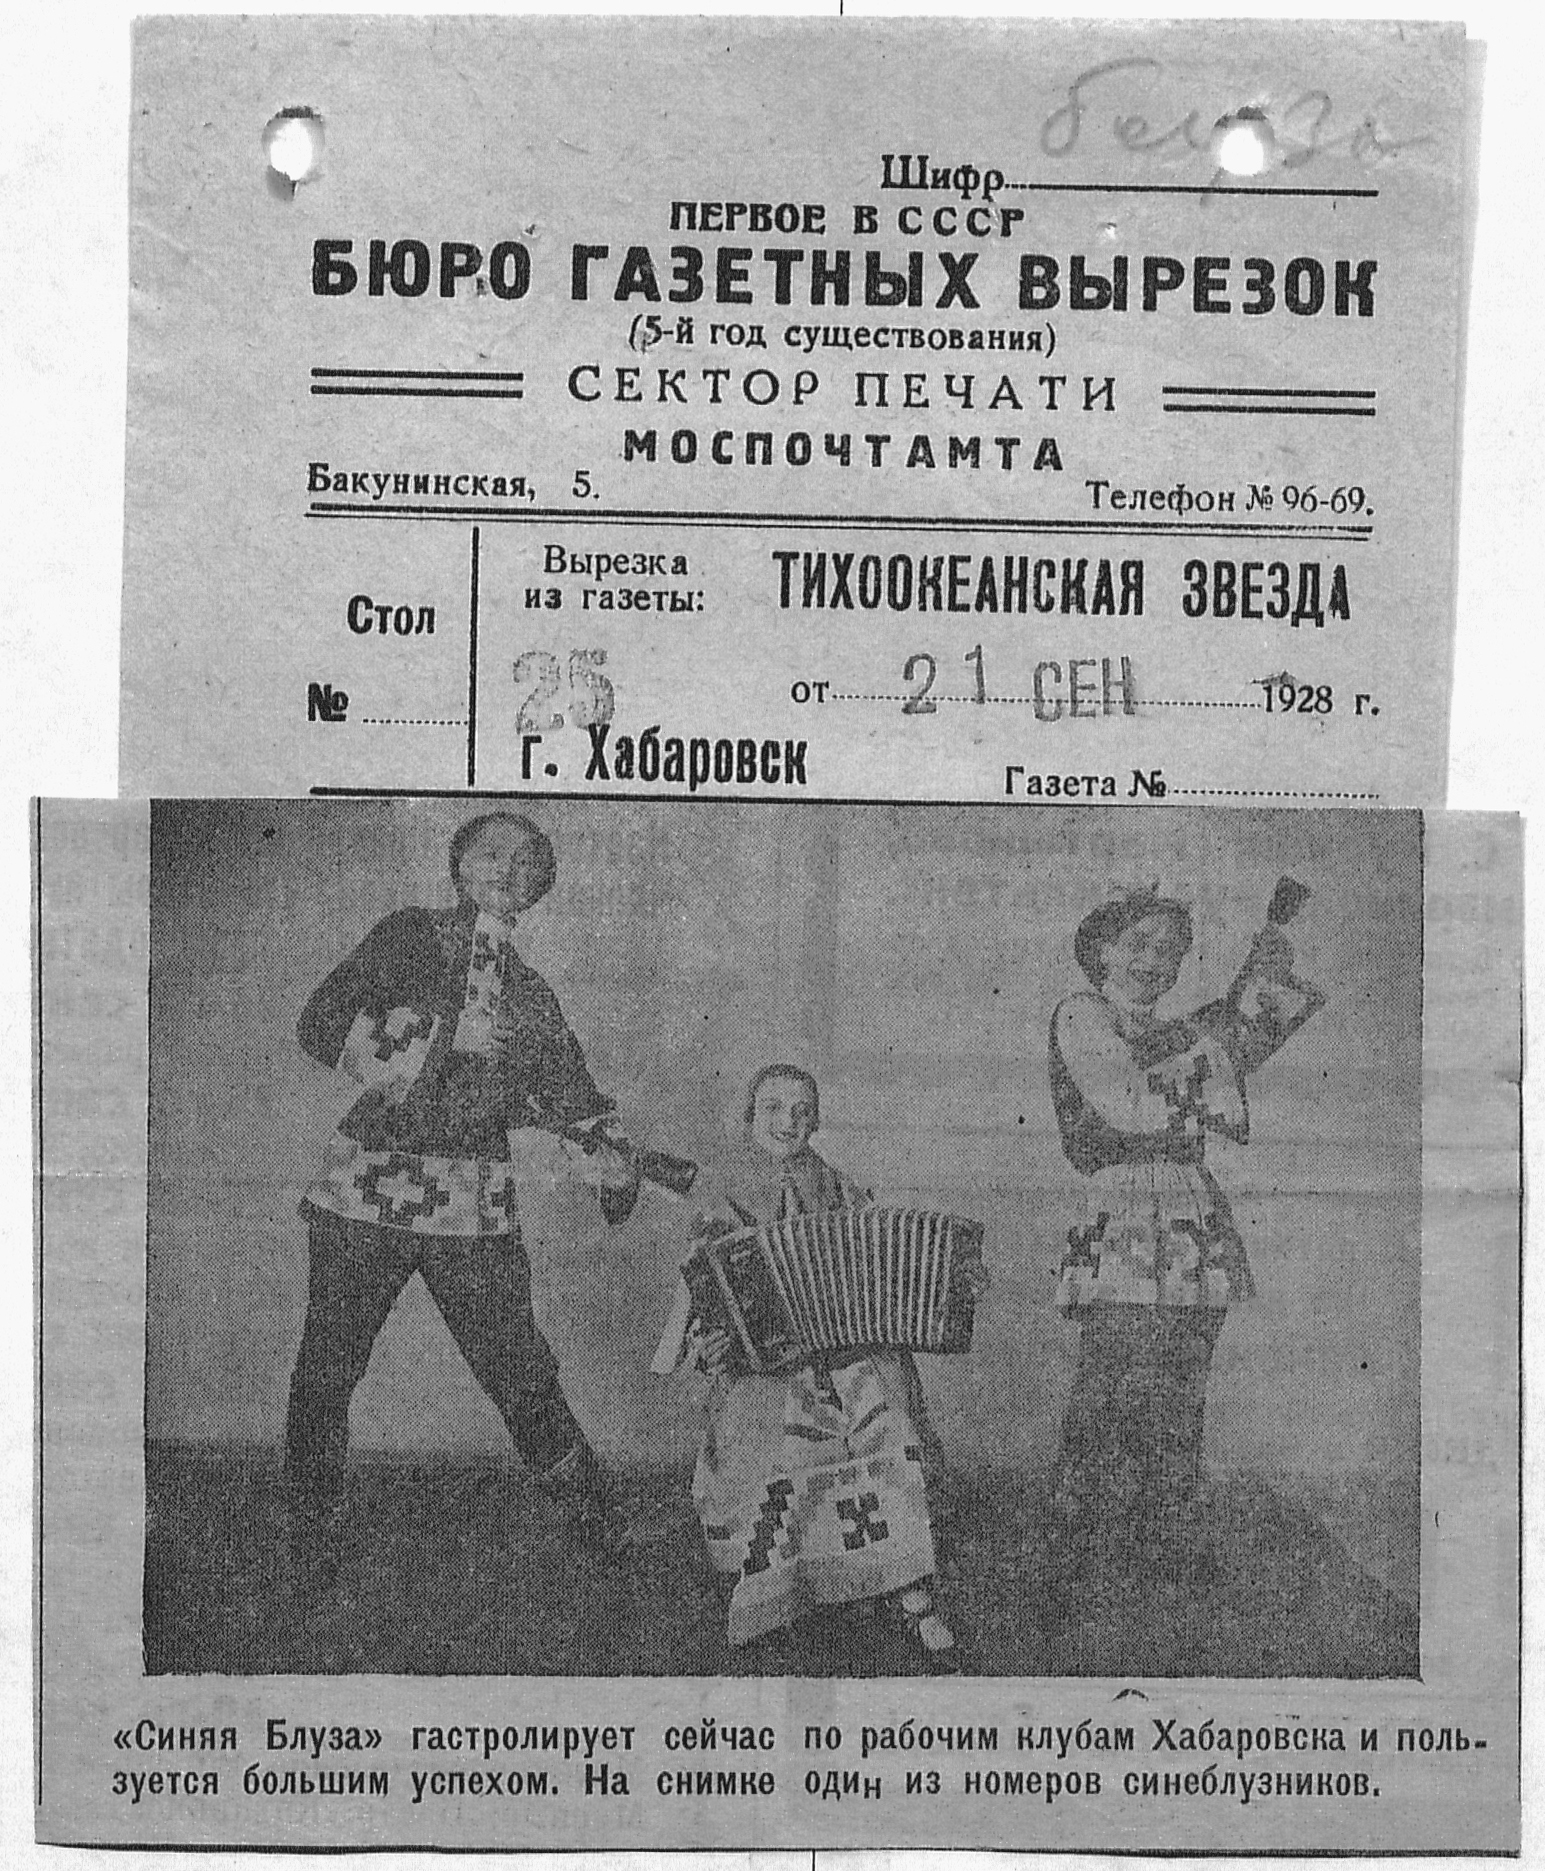 Шифр
ПЕРВОЕ В СССР
БЮРО ГАЗЕТНЫХ ВЫРЕЗОК
(5-й год существования)
СЕКТОР ПЕЧАТИ
МОСПОЧТАМТА
Бакунинская, 5.
Телефон № 96-69.
Стол
№
Вырезка
из газеты:
ТИХООКЕАНСКАЯ ЗВЕЗДА
25
от 21 СЕН 1928 г.
г. Хабаровск
Газета №
«Синяя Блуза» гастролирует сейчас по рабочим клубам Хабаровска и поль-
зуется большим успехом. На снимке один из номеров синеблузников.